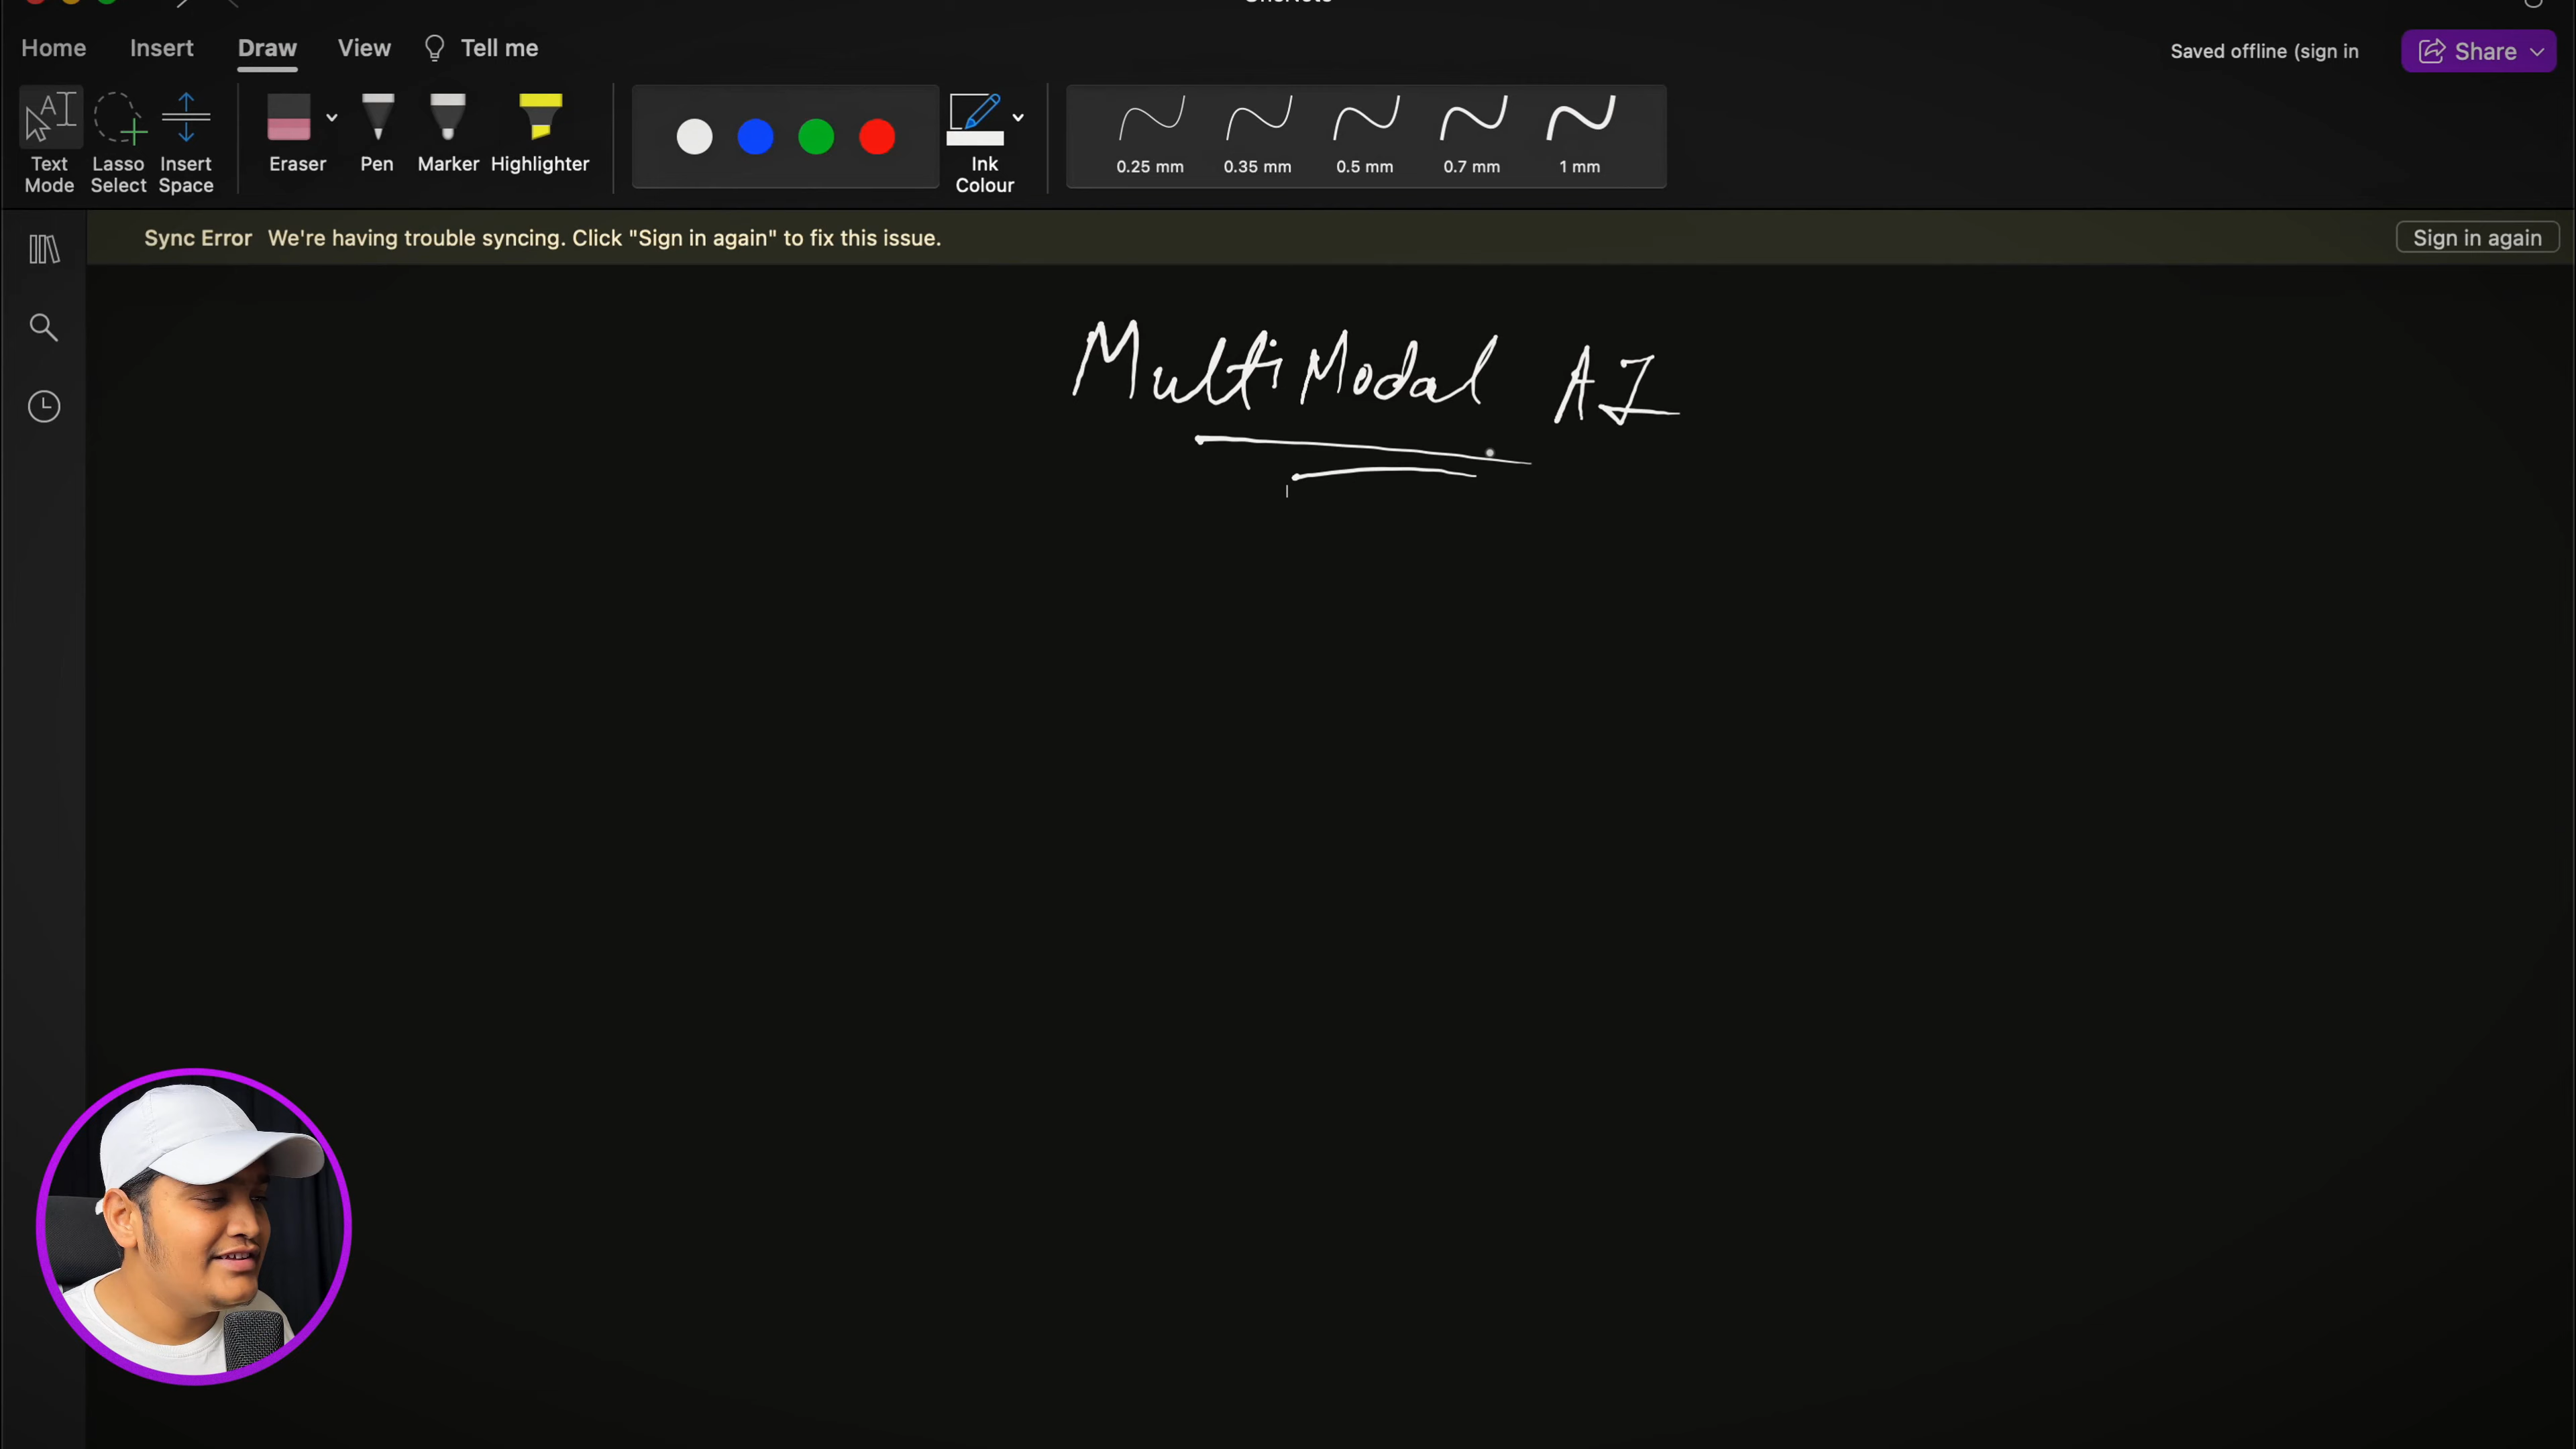 Home Insert Draw View Tell me Saved offline (sign in Share
Text Mode Lasso Select Insert Space Eraser Pen Marker Highlighter Ink Colour 0.25 mm 0.35 mm 0.5 mm 0.7 mm 1 mm
Sync Error We're having trouble syncing. Click "Sign in again" to fix this issue. Sign in again
MultiModal AI